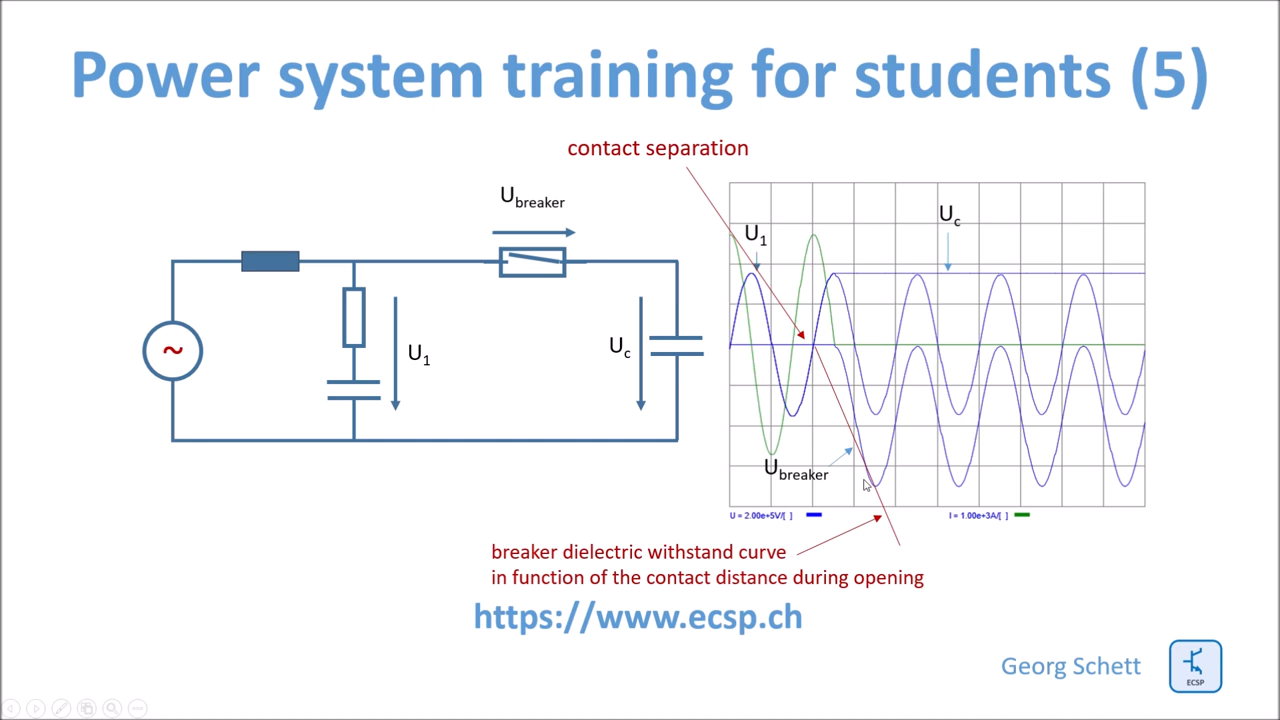 Power system training for students (5)
contact separation
Ubreaker
U1
Uc
~
U1
Uc
Ubreaker
U = 2.00e+5V/[ ]
I = 1.00e+3A/[ ]
breaker dielectric withstand curve
in function of the contact distance during opening
https://www.ecsp.ch
Georg Schett
ECSP